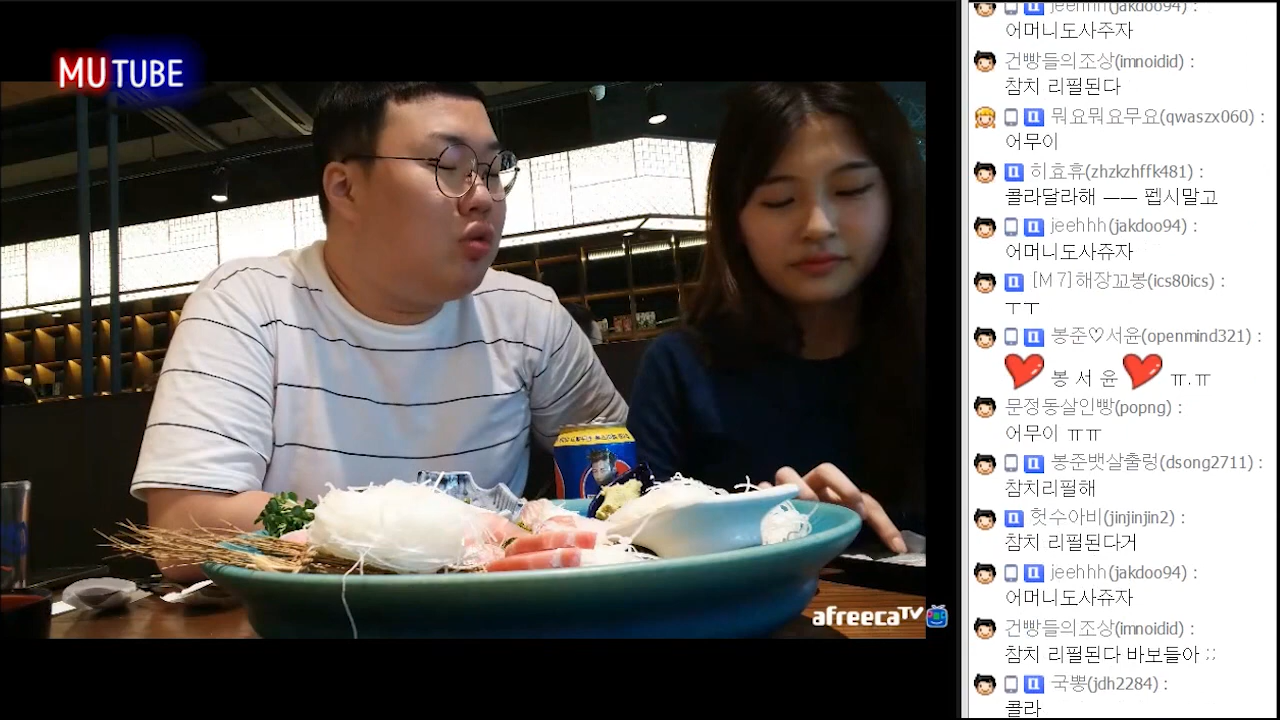 MUTUBE
afreecaTV
jeehhh(jakdoo94) :
어머니도사주자
건빵들의조상(imnoidid) :
참치 리필된다
뭐요뭐요무요(qwaszx060) :
어무이
히효휴(zhzkzhffk481) :
콜라달라해 ㅡㅡ 펩시말고
jeehhh(jakdoo94) :
어머니도사쥬자
[M 7]해장꼬봉(ics80ics) :
ㅜㅜ
봉준♡서윤(openmind321) :
봉 서 윤 ㅠ.ㅠ
문정동살인빵(popng) :
어무이 ㅠㅠ
봉준뱃살출렁(dsong2711) :
참치리필해
헛수아비(jinjinjin2) :
참치 리필된다거
jeehhh(jakdoo94) :
어머니도사쥬자
건빵들의조상(imnoidid) :
참치 리필된다 바보들아 ;;
국뽕(jdh2284) :
콜라